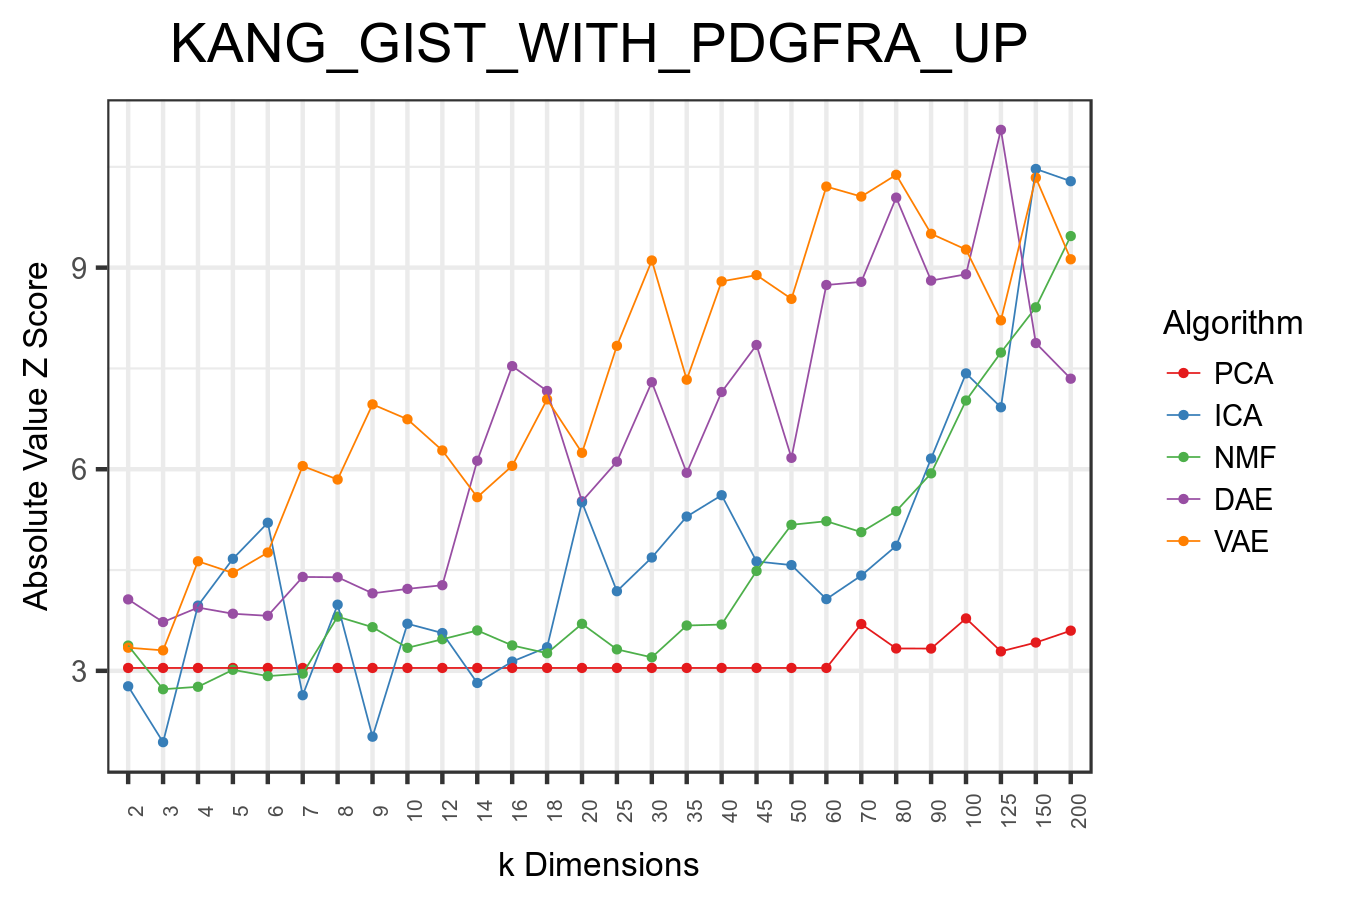 KANG_GIST_WITH_PDGFRA_UP
Absolute Value Z Score
9
6
3
2 3 4 5 6 7 8 9 10 12 14 16 18 20 25 30 35 40 45 50 60 70 80 90 100 125 150 200
k Dimensions
Algorithm
PCA
ICA
NMF
DAE
VAE